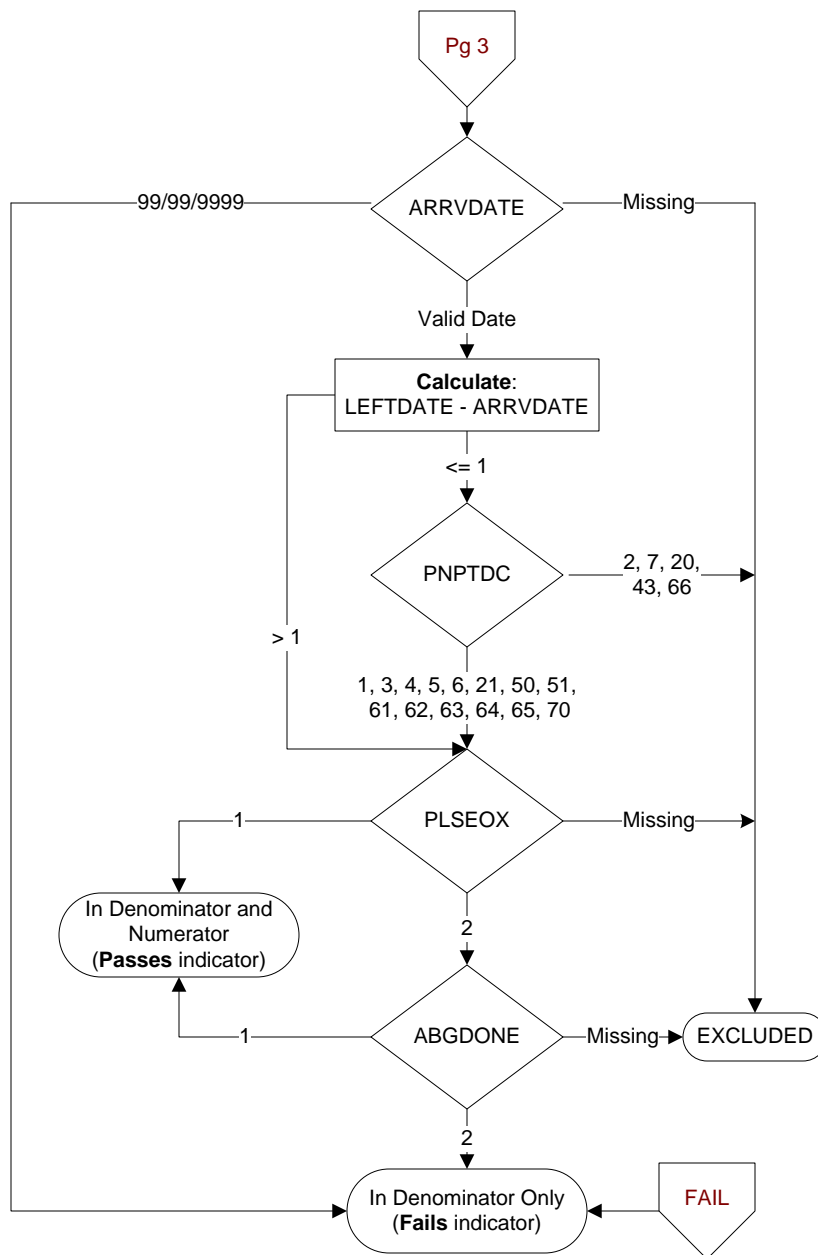 Pg 3
99/99/9999
ARRVDATE
Missing
Valid Date
Calculate:
LEFTDATE - ARRVDATE
<= 1
PNPTDC
2, 7, 20,
43, 66
> 1
1, 3, 4, 5, 6, 21, 50, 51,
61, 62, 63, 64, 65, 70
1
PLSEOX
Missing
In Denominator and
Numerator
(Passes indicator)
2
1
ABGDONE
Missing
EXCLUDED
2
In Denominator Only
(Fails indicator)
FAIL